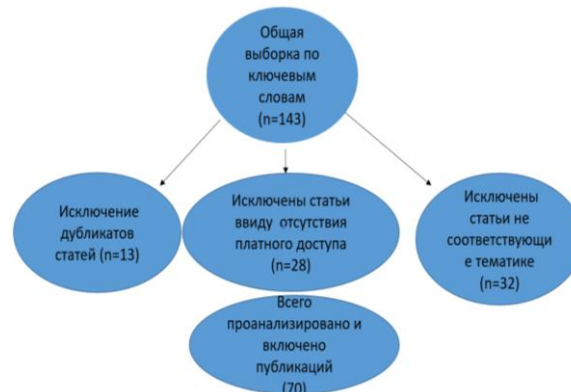 Общая
выборка по
ключевым
словам
(n=143)
Исключение
дубликатов
статей (n=13)
Исключены статьи
ввиду отсутствия
платного доступа
(n=28)
Исключены
статьи не
соответствующи
е тематике
(n=32)
Всего
проанализировано и
включено
публикаций
(70)